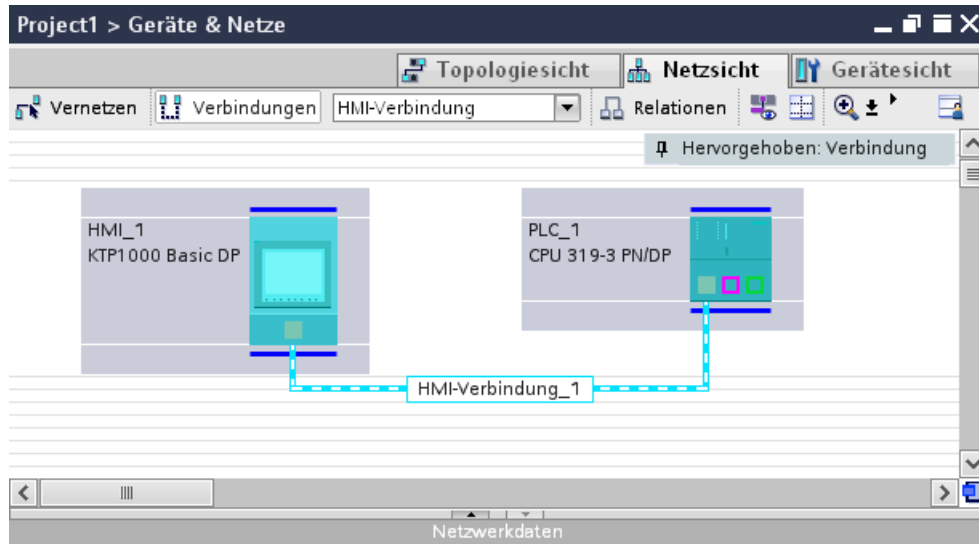 Project1 > Geräte & Netze
Topologiesicht Netzsicht Gerätesicht
Vernetzen Verbindungen HMI-Verbindung Relationen
Hervorgehoben: Verbindung
HMI_1
KTP1000 Basic DP
PLC_1
CPU 319-3 PN/DP
HMI-Verbindung_1
Netzwerkdaten